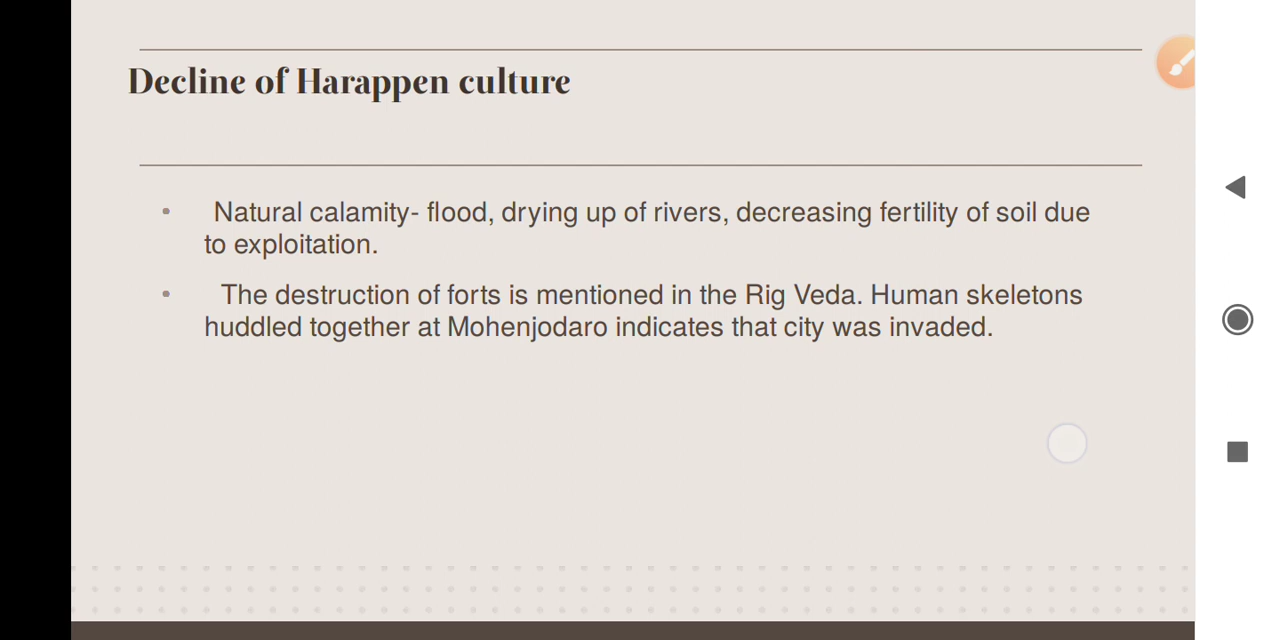 Decline of Harappen culture
• Natural calamity- flood, drying up of rivers, decreasing fertility of soil due
to exploitation.
• The destruction of forts is mentioned in the Rig Veda. Human skeletons
huddled together at Mohenjodaro indicates that city was invaded.